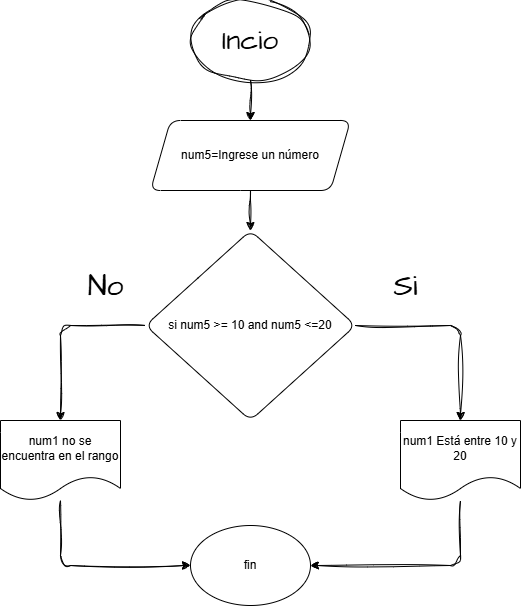 Incio
num5=Ingrese un número
No
Si
si num5 >= 10 and num5 <=20
num1 no se
encuentra en el rango
num1 Está entre 10 y
20
fin